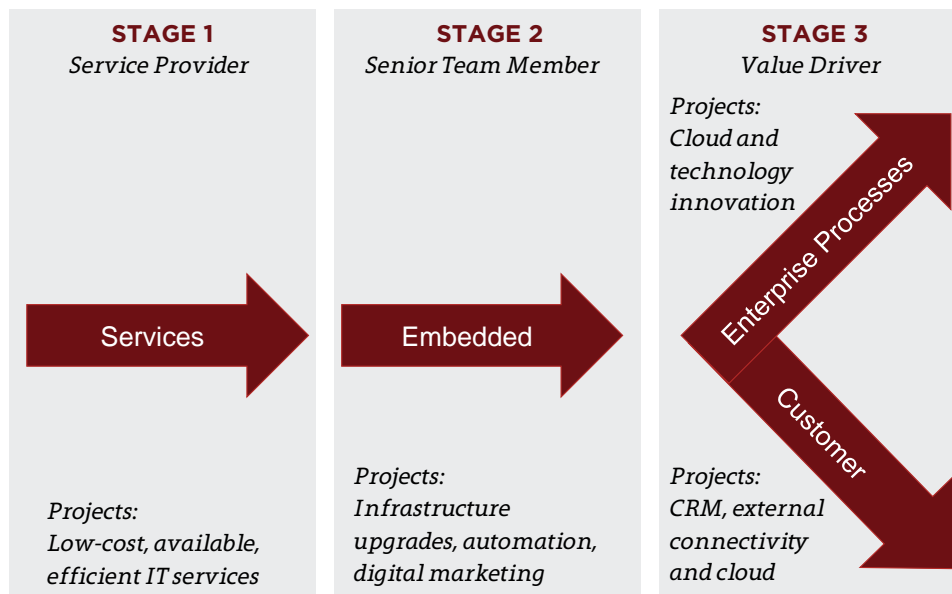 STAGE 1
Service Provider
Services
Projects:
Low-cost, available,
efficient IT services
STAGE 2
Senior Team Member
Embedded
Projects:
Infrastructure
upgrades, automation,
digital marketing
STAGE 3
Value Driver
Projects:
Cloud and
technology
innovation
Enterprise Processes
Customer
Projects:
CRM, external
connectivity
and cloud